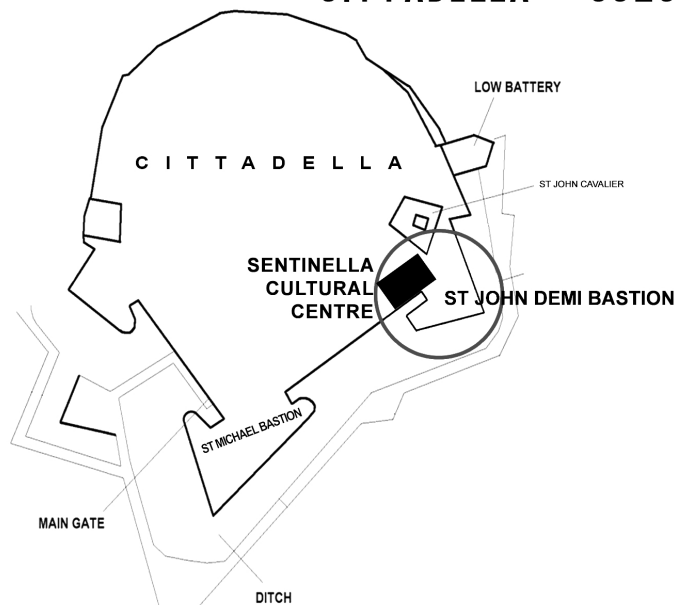 LOW BATTERY
C I T T A D E L L A
ST JOHN CAVALIER
SENTINELLA
CULTURAL
CENTRE
ST JOHN DEMI BASTION
ST MICHAEL BASTION
MAIN GATE
DITCH